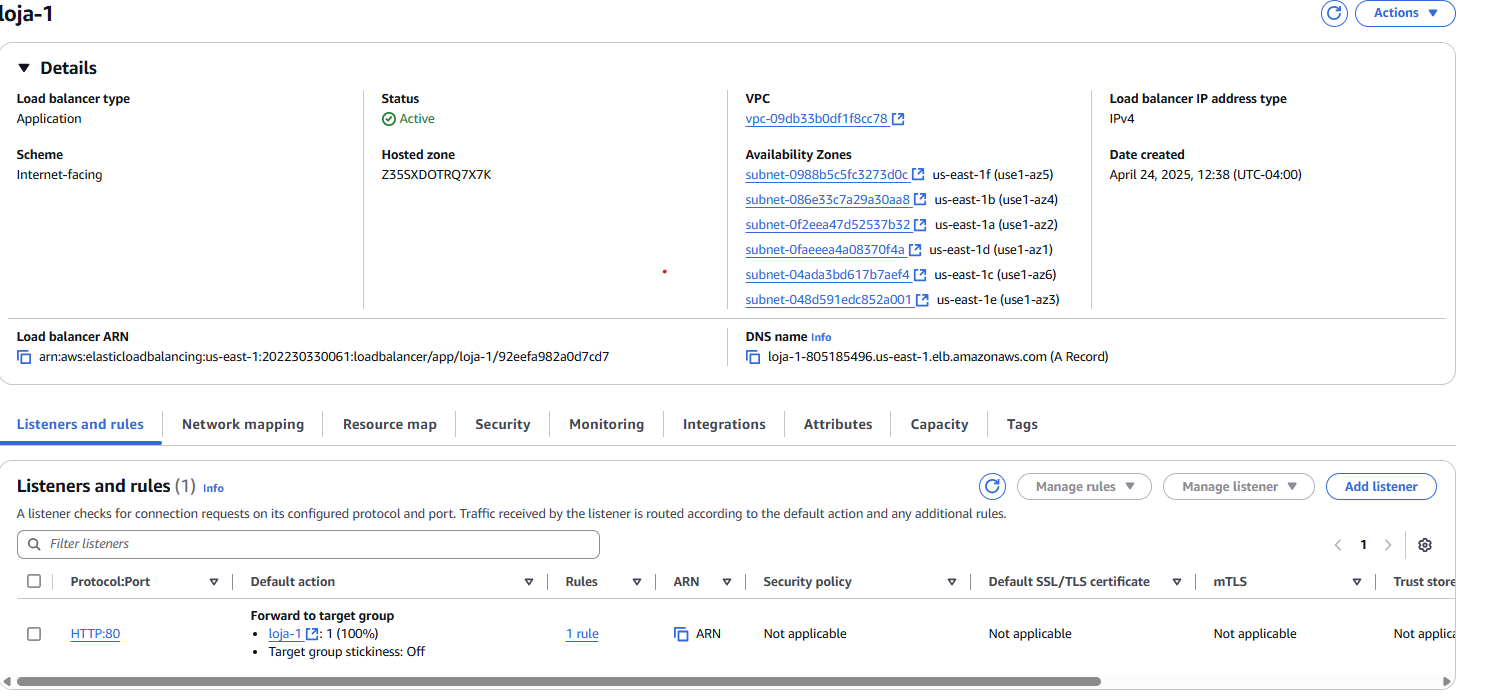 loja-1
Actions
Details
Load balancer type
Application
Status
Active
VPC
vpc-09db33b0df1f8cc78
Load balancer IP address type
IPv4
Scheme
Internet-facing
Hosted zone
Z35SXDOTRQ7X7K
Availability Zones
subnet-0988b5c5fc3273d0c us-east-1f (use1-az5)
subnet-086e33c7a29a30aa8 us-east-1b (use1-az4)
subnet-0f2eea47d52537b32 us-east-1a (use1-az2)
subnet-0faeeea4a08370f4a us-east-1d (use1-az1)
subnet-04ada3bd617b7aef4 us-east-1c (use1-az6)
subnet-048d591edc852a001 us-east-1e (use1-az3)
Date created
April 24, 2025, 12:38 (UTC-04:00)
Load balancer ARN
arn:aws:elasticloadbalancing:us-east-1:202230330061:loadbalancer/app/loja-1/92eefa982a0d7cd7
DNS name Info
loja-1-805185496.us-east-1.elb.amazonaws.com (A Record)
Listeners and rules Network mapping Resource map Security Monitoring Integrations Attributes Capacity Tags
Listeners and rules (1) Info
Manage rules Manage listener Add listener
A listener checks for connection requests on its configured protocol and port. Traffic received by the listener is routed according to the default action and any additional rules.
Filter listeners
1
Protocol:Port Default action Rules ARN Security policy Default SSL/TLS certificate mTLS Trust store
HTTP:80
Forward to target group
• loja-1: 1 (100%)
• Target group stickiness: Off
1 rule
ARN
Not applicable
Not applicable
Not applicable
Not applica